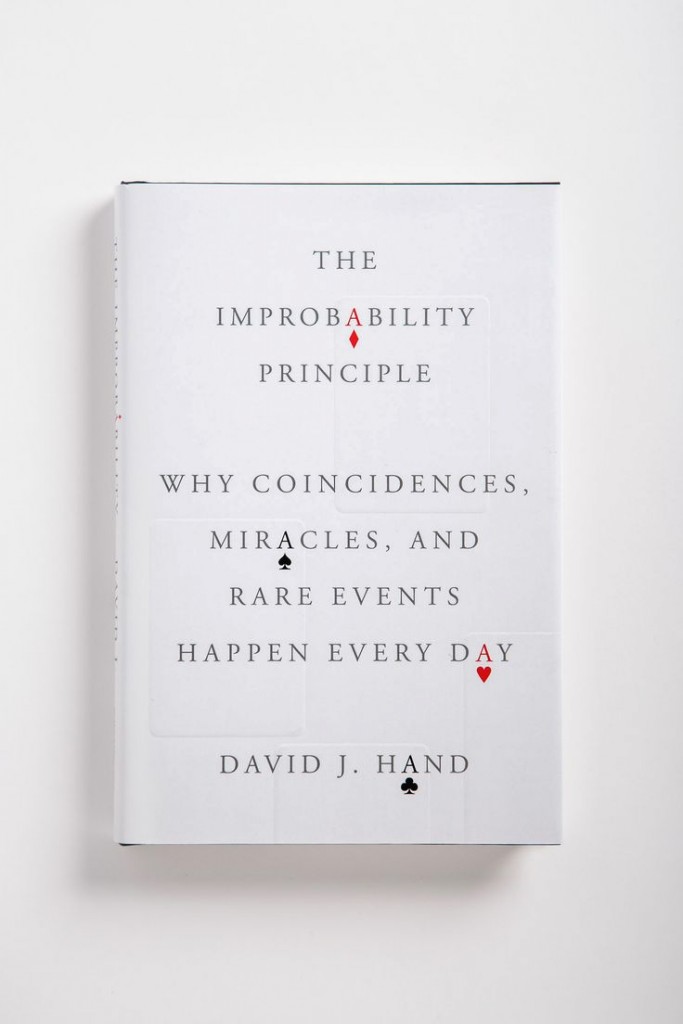 THE
IMPROBABILITY
PRINCIPLE
WHY COINCIDENCES,
MIRACLES, AND
RARE EVENTS
HAPPEN EVERY DAY
DAVID J. HAND